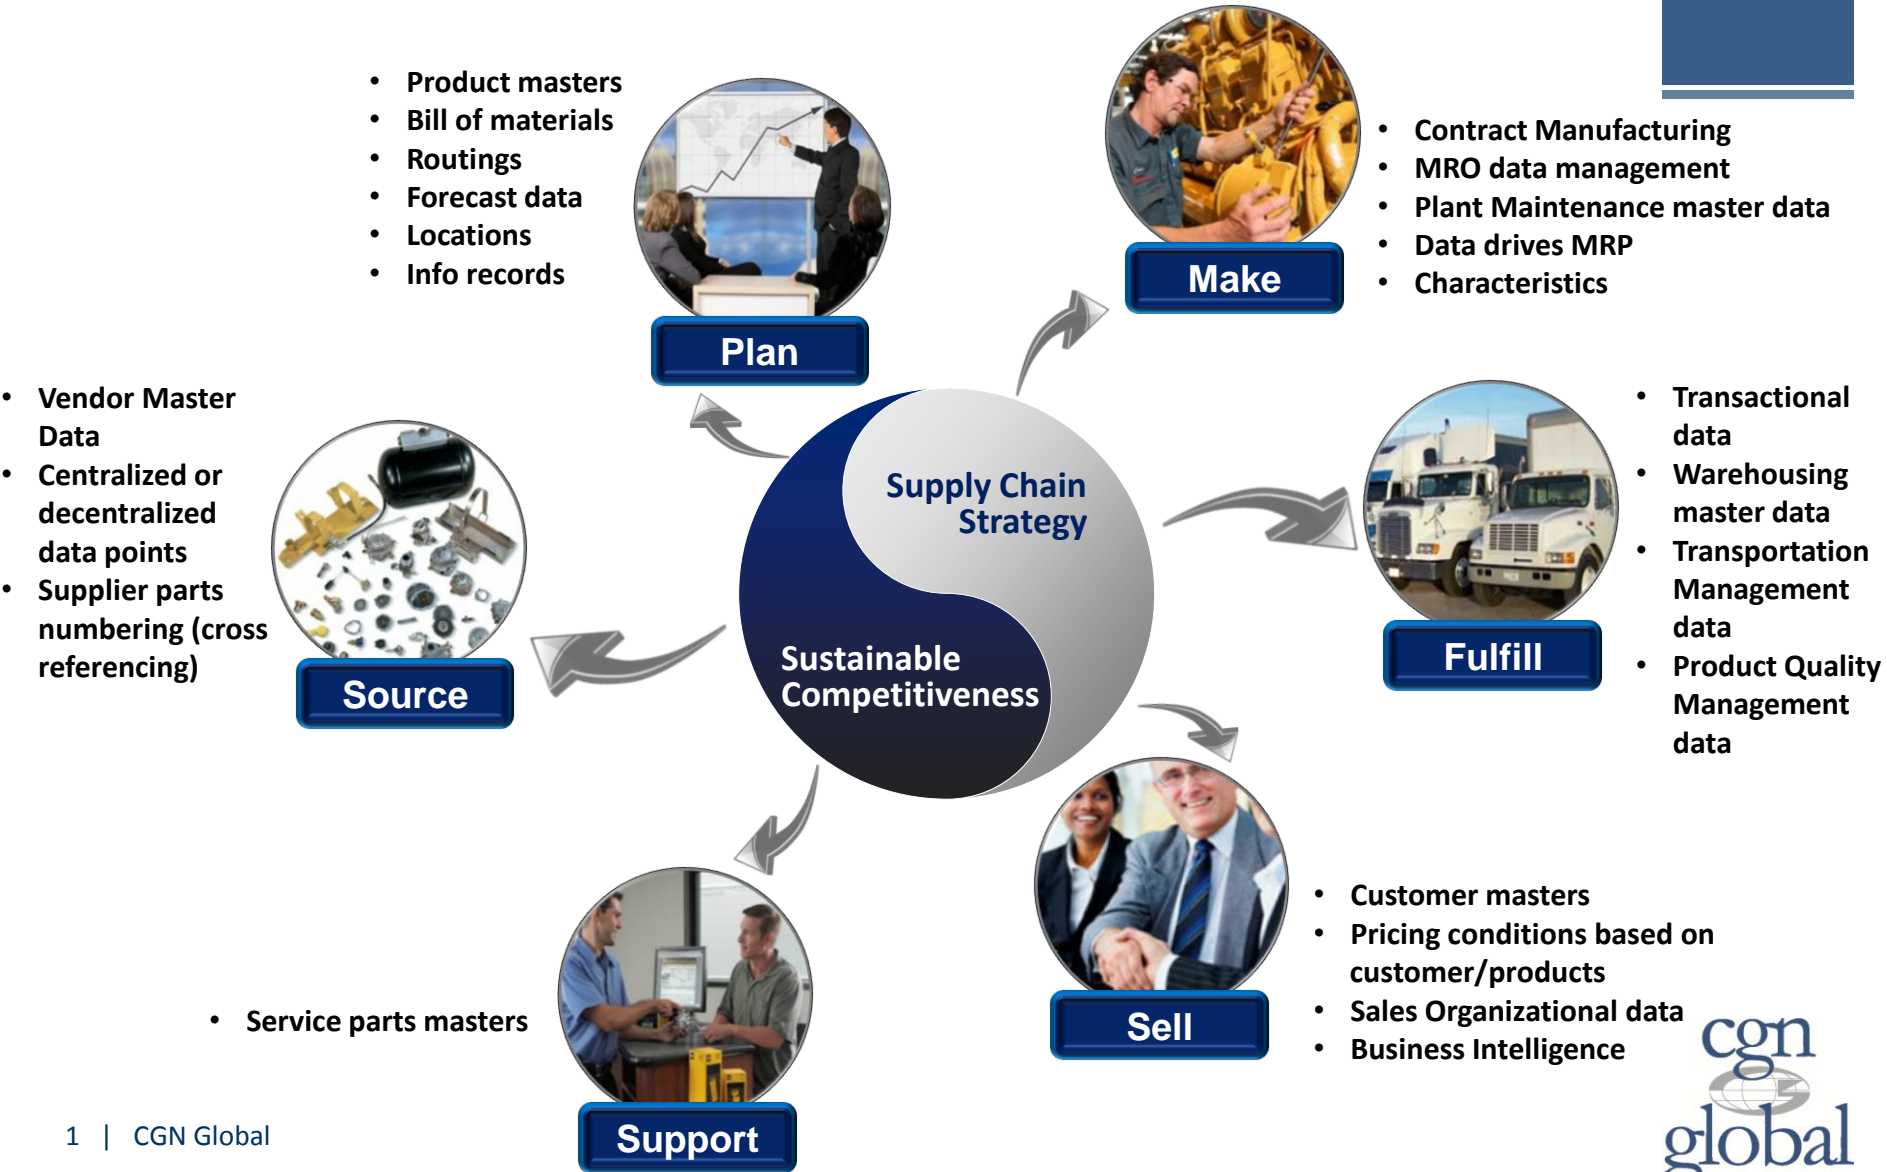 • Product masters
• Bill of materials
• Routings
• Forecast data
• Locations
• Info records
Plan
Make
• Contract Manufacturing
• MRO data management
• Plant Maintenance master data
• Data drives MRP
• Characteristics
• Vendor Master
Data
• Centralized or
decentralized
data points
• Supplier parts
numbering (cross
referencing)
Source
Supply Chain
Strategy
Sustainable
Competitiveness
Fulfill
• Transactional
data
• Warehousing
master data
• Transportation
Management
data
• Product Quality
Management
data
• Service parts masters
Support
Sell
• Customer masters
• Pricing conditions based on
customer/products
• Sales Organizational data
• Business Intelligence
1 | CGN Global
cgn
global